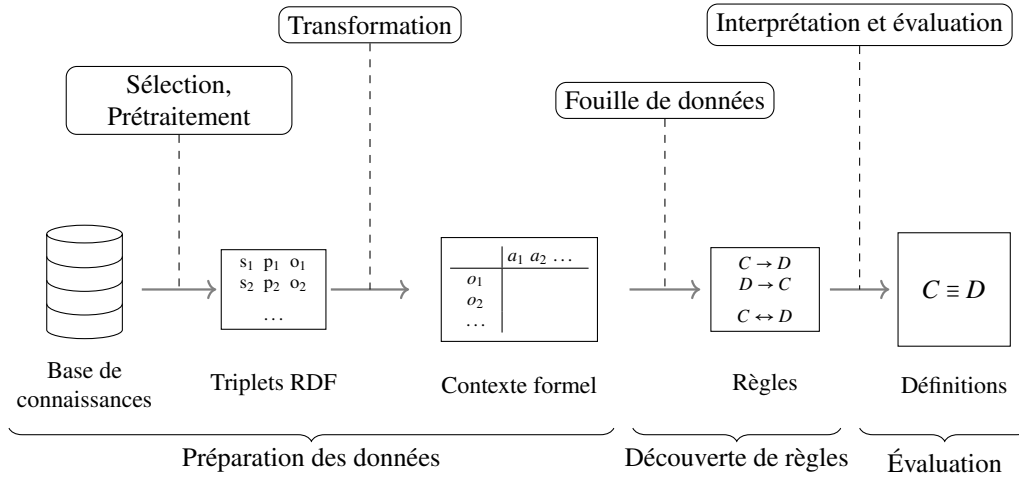 Transformation
Interprétation et évaluation
Sélection,
Prétraitement
Fouille de données
s₁ p₁ o₁
s₂ p₂ o₂
…
a₁ a₂ …
o₁
o₂
…
C → D
D → C
C ↔ D
C ≡ D
Base de
connaissances
Triplets RDF
Contexte formel
Règles
Définitions
Préparation des données
Découverte de règles
Évaluation